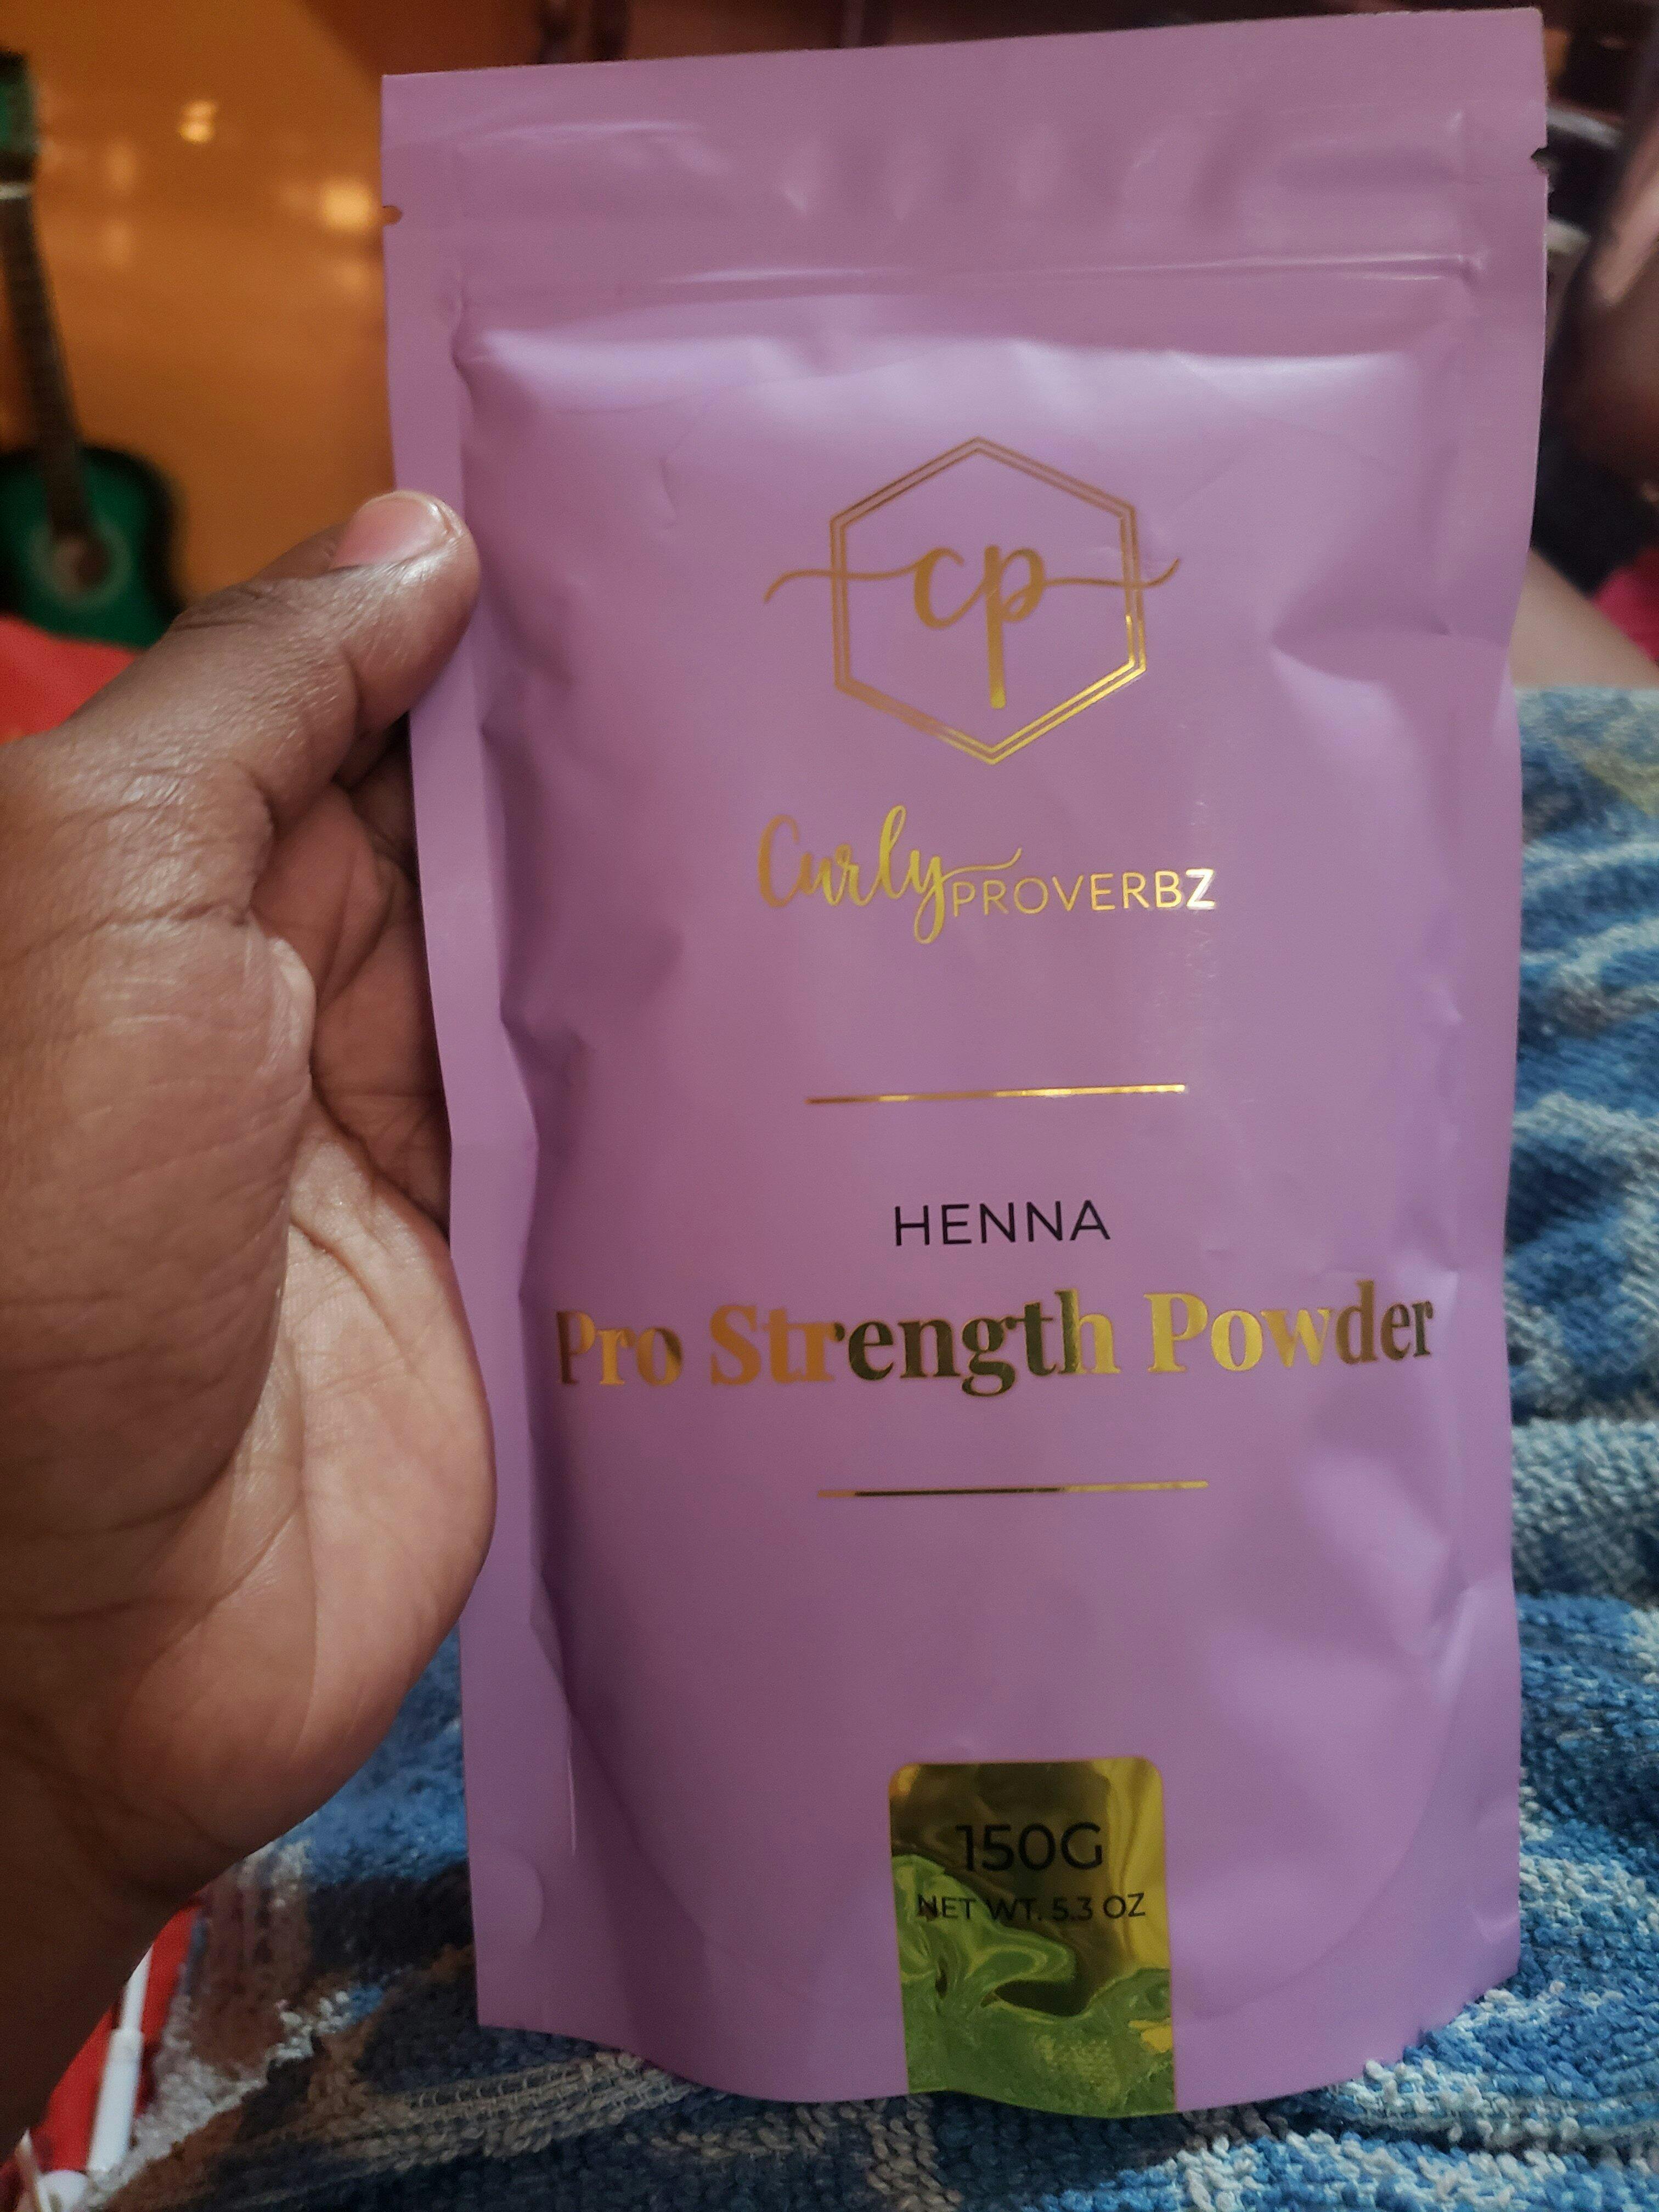 cp
Curly PROVERBZ
HENNA
Pro Strength Powder
150G
NET WT. 5.3 OZ